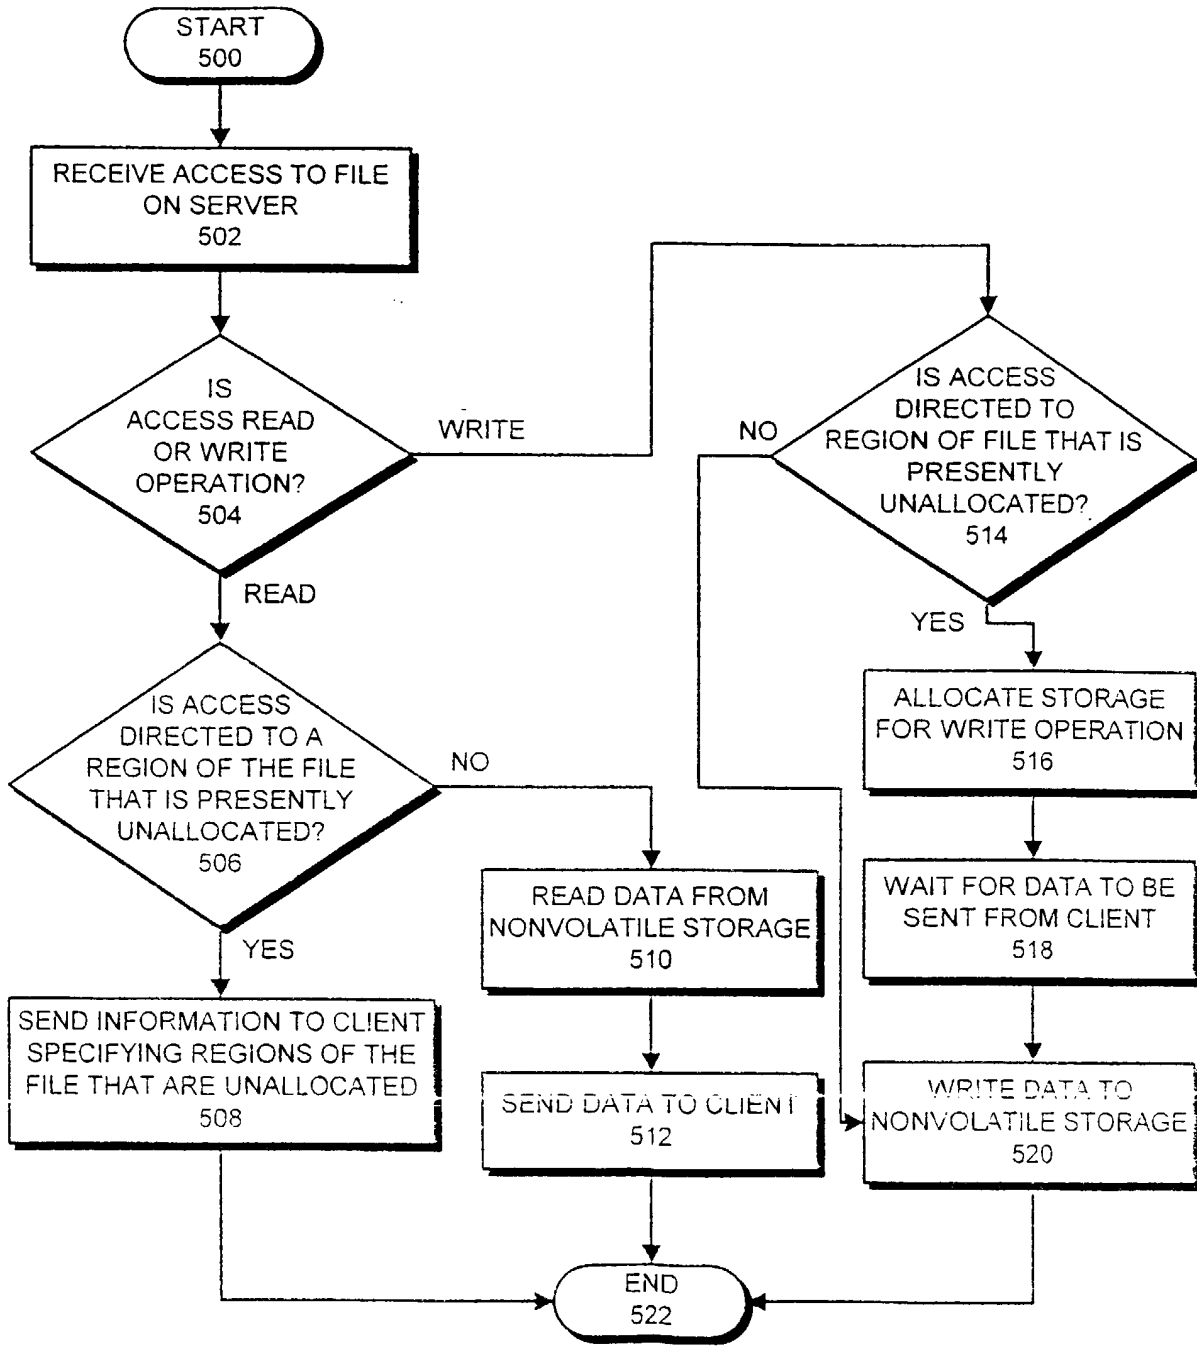 START
500
RECEIVE ACCESS TO FILE
ON SERVER
502
IS
ACCESS READ
OR WRITE
OPERATION?
504
WRITE
READ
IS ACCESS
DIRECTED TO A
REGION OF THE FILE
THAT IS PRESENTLY
UNALLOCATED?
506
NO
YES
SEND INFORMATION TO CLIENT
SPECIFYING REGIONS OF THE
FILE THAT ARE UNALLOCATED
508
READ DATA FROM
NONVOLATILE STORAGE
510
SEND DATA TO CLIENT
512
IS ACCESS
DIRECTED TO
REGION OF FILE THAT IS
PRESENTLY
UNALLOCATED?
514
NO
YES
ALLOCATE STORAGE
FOR WRITE OPERATION
516
WAIT FOR DATA TO BE
SENT FROM CLIENT
518
WRITE DATA TO
NONVOLATILE STORAGE
520
END
522